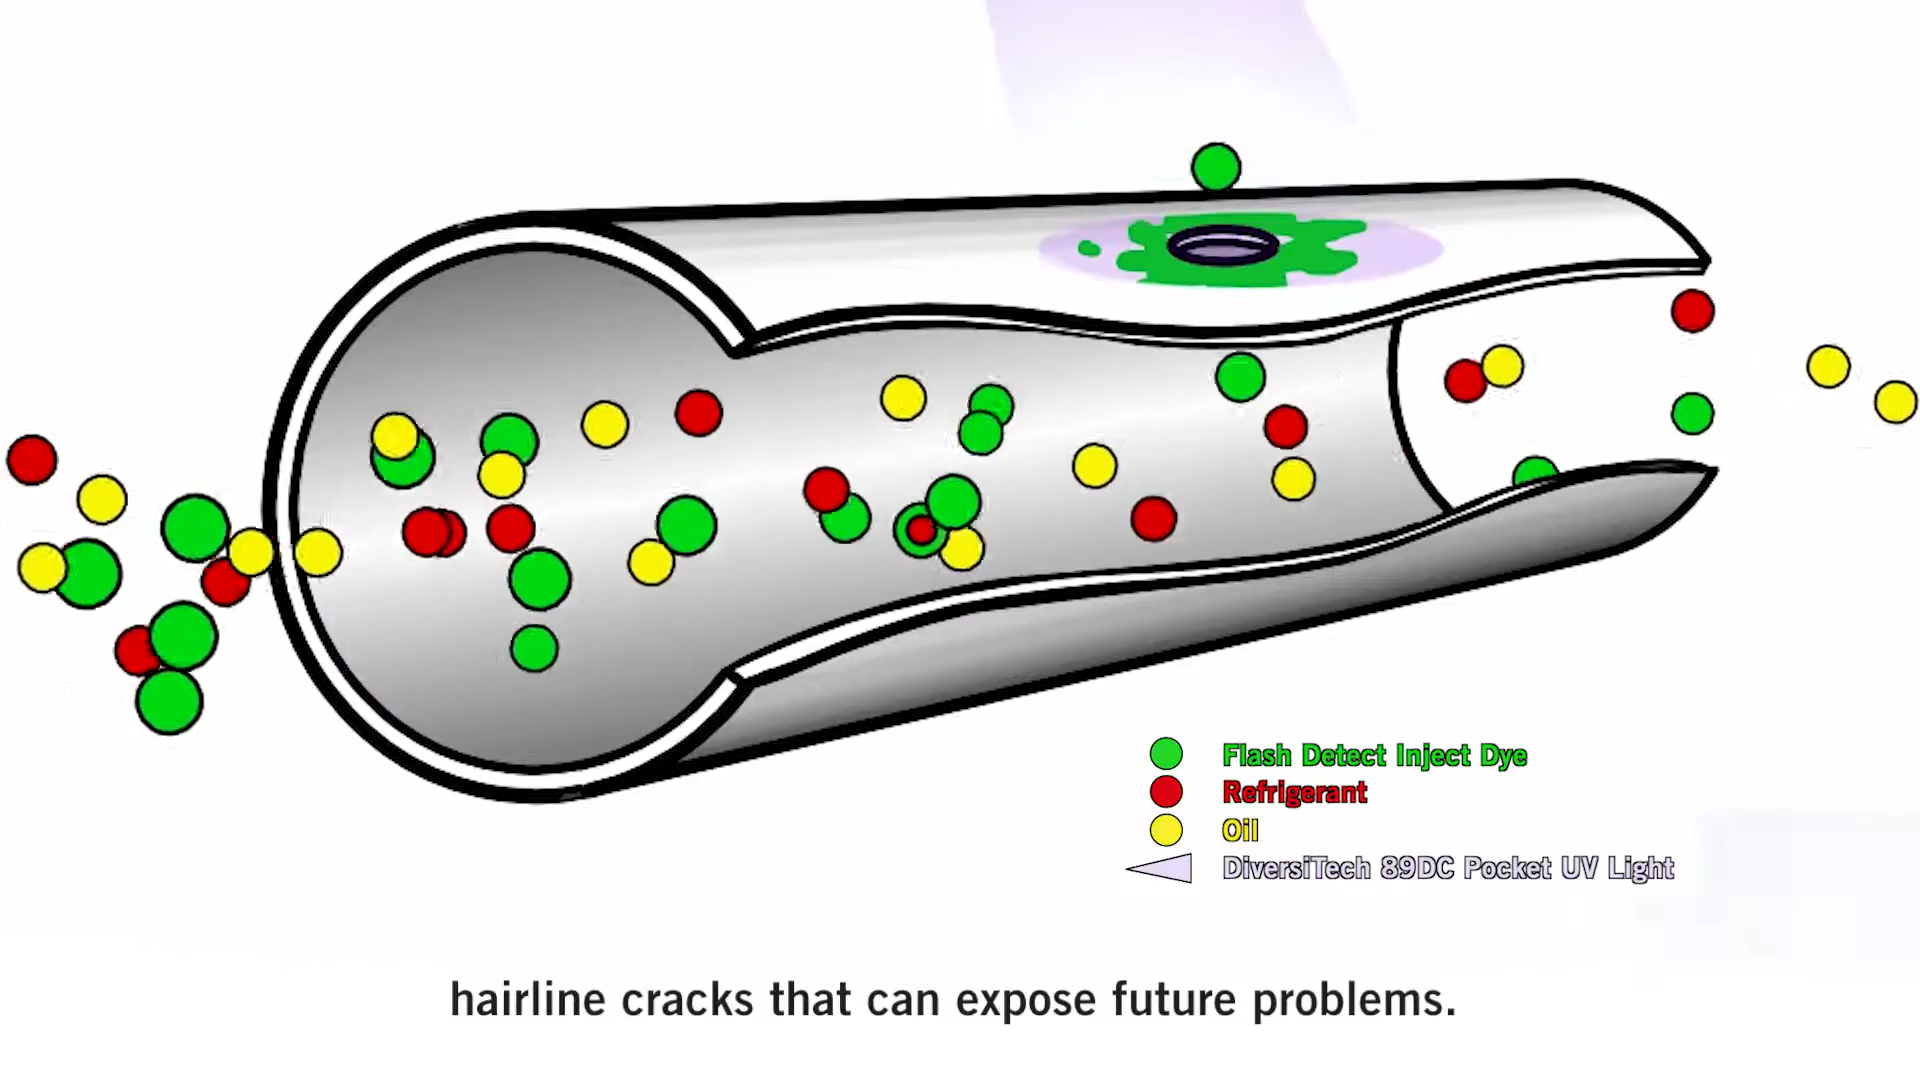 Flash Detect Inject Dye
Refrigerant
Oil
DiversiTech 89DC Pocket UV Light
hairline cracks that can expose future problems.